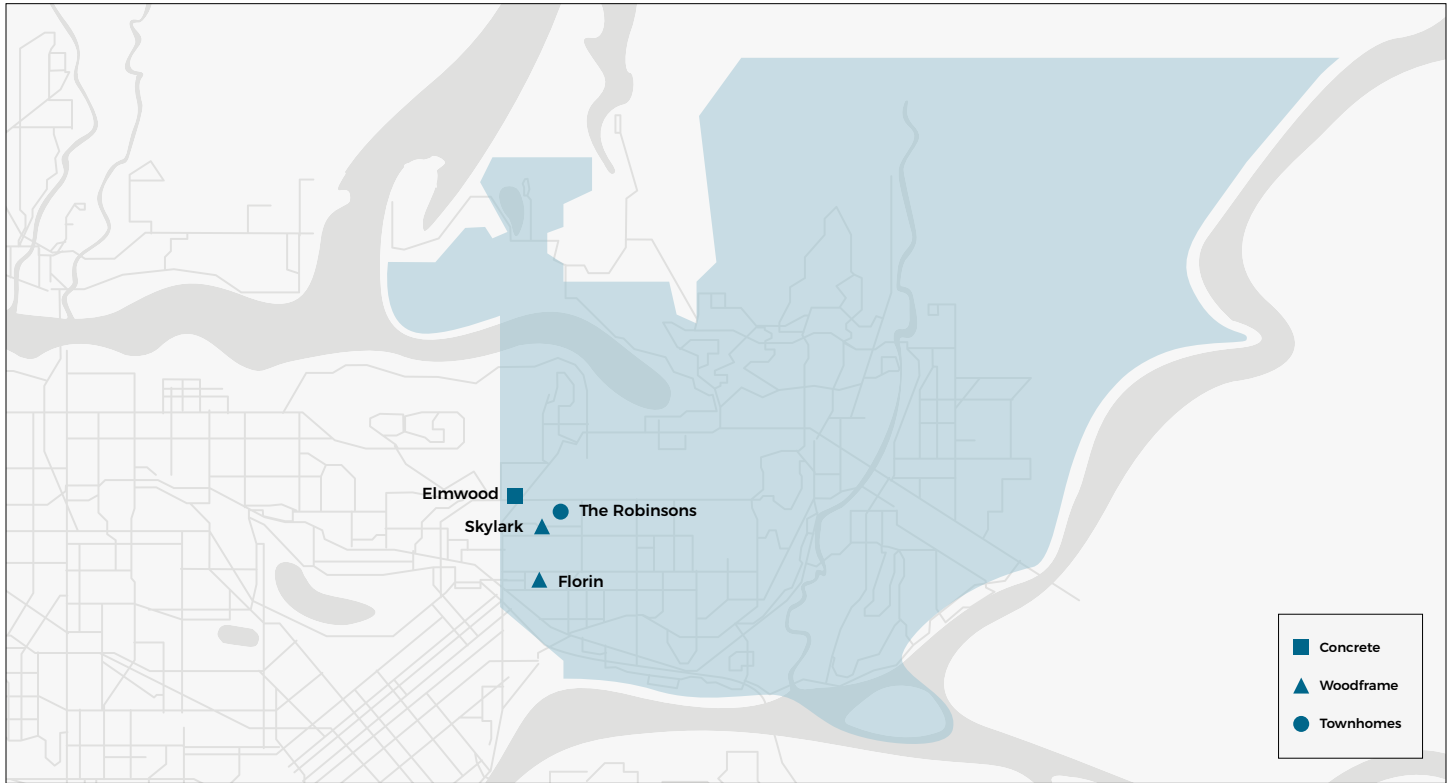 Elmwood
The Robinsons
Skylark
Florin
Concrete
Woodframe
Townhomes